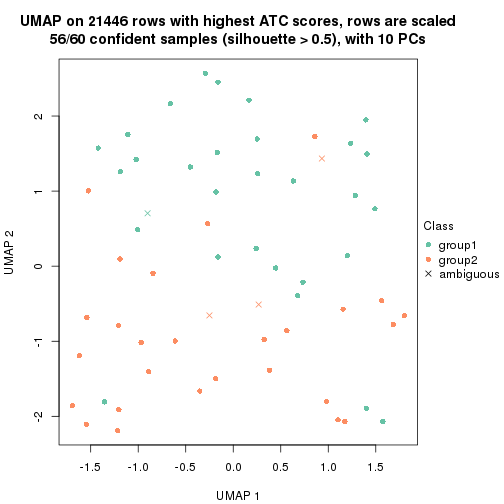 UMAP on 21446 rows with highest ATC scores, rows are scaled
56/60 confident samples (silhouette > 0.5), with 10 PCs
2
1
0
-1
-2
UMAP 2
-1.5 -1.0 -0.5 0.0 0.5 1.0 1.5
UMAP 1
Class
group1
group2
ambiguous